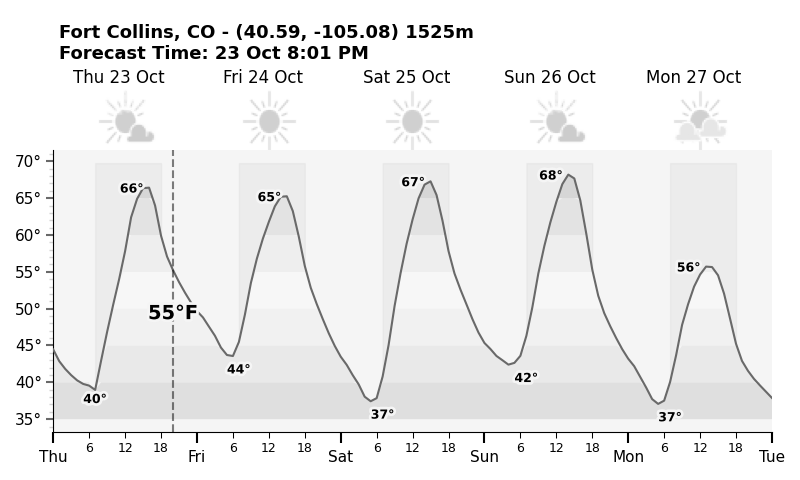 Fort Collins, CO - (40.59, -105.08) 1525m
Forecast Time: 23 Oct 8:01 PM
Thu 23 Oct Fri 24 Oct Sat 25 Oct Sun 26 Oct Mon 27 Oct
70°
65°
60°
55°
50°
45°
40°
35°
66° 65° 67° 68° 56°
55°F
40° 44° 37° 42° 37°
6 12 18 6 12 18 6 12 18 6 12 18 6 12 18
Thu Fri Sat Sun Mon Tue